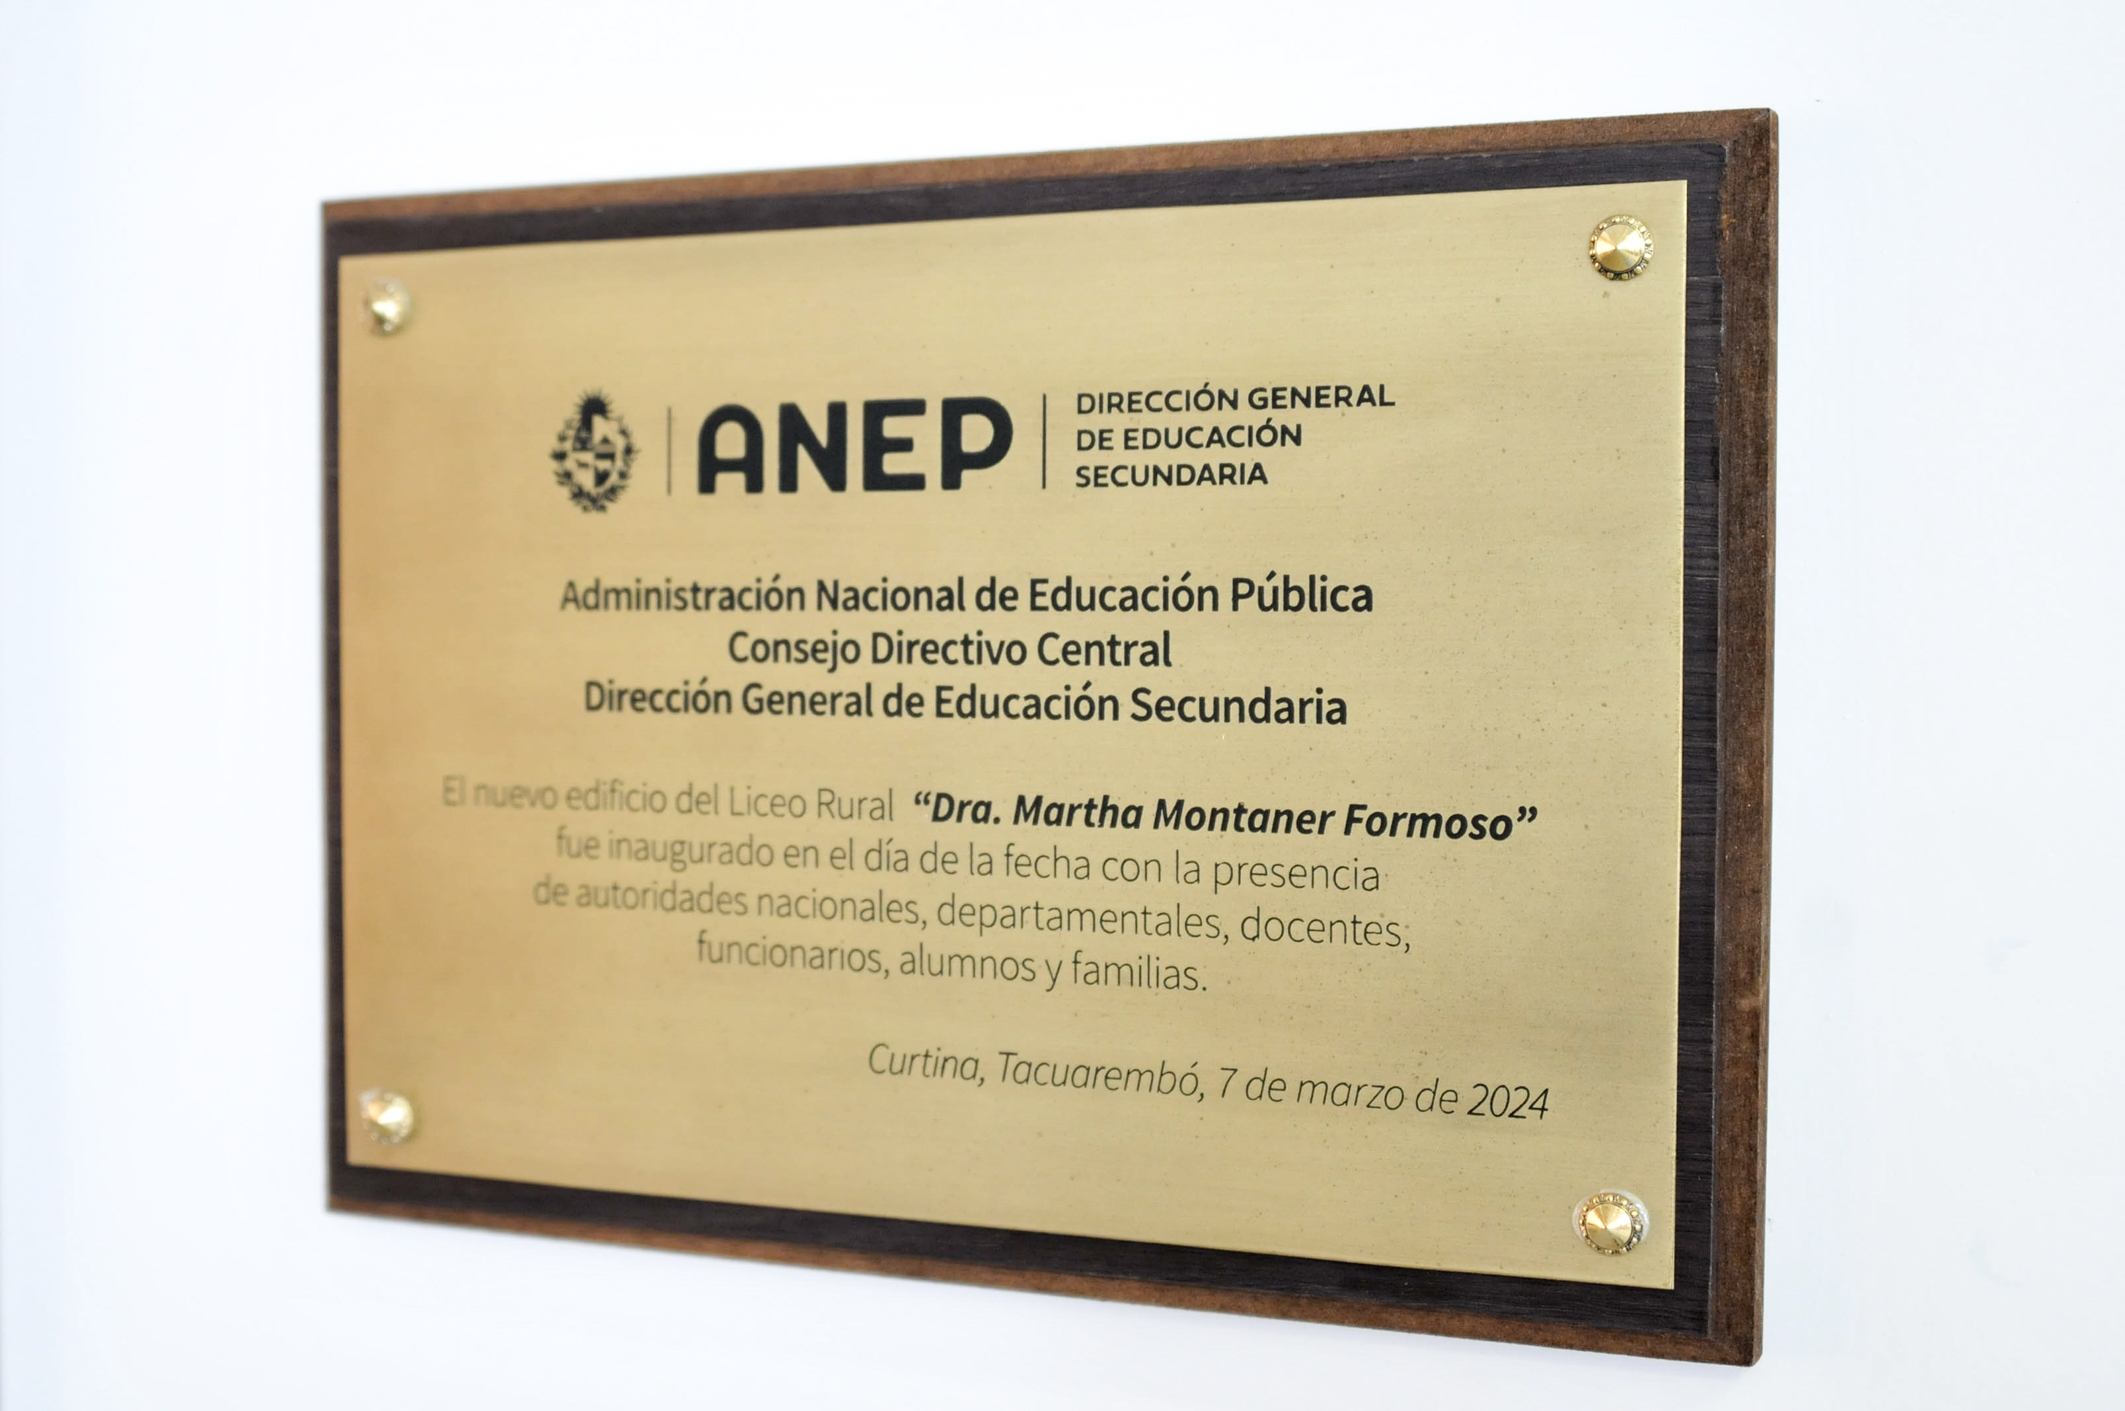 ANEP
DIRECCIÓN GENERAL
DE EDUCACIÓN
SECUNDARIA
Administración Nacional de Educación Pública
Consejo Directivo Central
Dirección General de Educación Secundaria
El nuevo edificio del Liceo Rural “Dra. Martha Montaner Formoso”
fue inaugurado en el día de la fecha con la presencia
de autoridades nacionales, departamentales, docentes,
funcionarios, alumnos y familias.
Curtina, Tacuarembó, 7 de marzo de 2024